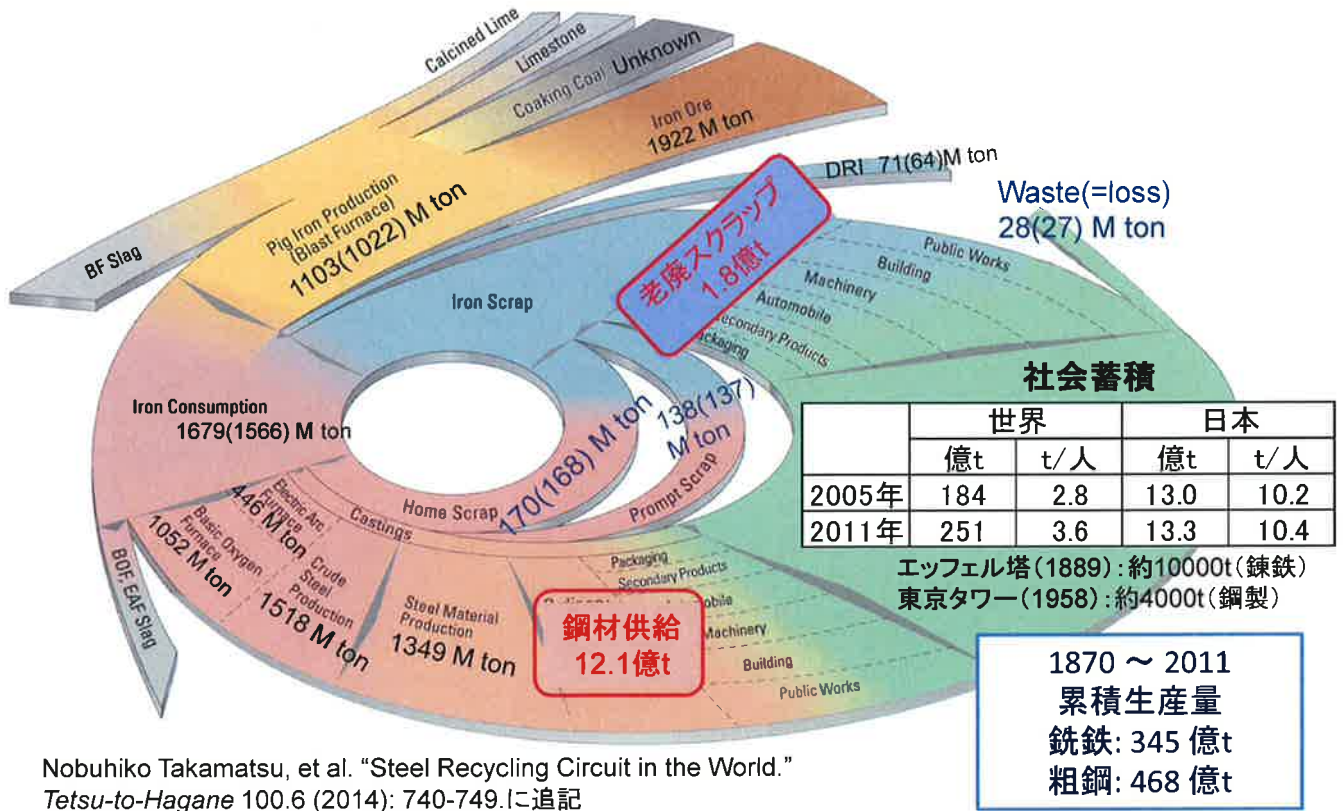 Calcined Lime
Limestone
Coaking Coal Unknown
Iron Ore
1922 M ton
DRI 71(64)M ton
Waste(=loss)
28(27) M ton
BF Slag
Pig Iron Production
(Blast Furnace)
1103(1022) M ton
Iron Scrap
老廃スクラップ
1.8億t
Public Works
Building
Machinery
Automobile
Secondary Products
Packaging
Iron Consumption
1679(1566) M ton
170(168) M ton
138(137)
M ton
Home Scrap
Prompt Scrap
社会蓄積
世界 日本
億t t/人 億t t/人
2005年 184 2.8 13.0 10.2
2011年 251 3.6 13.3 10.4
エッフェル塔(1889):約10000t(錬鉄)
東京タワー(1958):約4000t(鋼製)
Castings
Electric Arc
Furnace
446 M ton
Basic Oxygen
Furnace
1052 M ton
Crude
Steel
Production
1518 M ton
BOF, EAF Slag
Steel Material
Production
1349 M ton
鋼材供給
12.1億t
Packaging
Secondary Products
Machinery
Building
Public Works
1870 ~ 2011
累積生産量
銑鉄: 345 億t
粗鋼: 468 億t
Nobuhiko Takamatsu, et al. “Steel Recycling Circuit in the World.”
Tetsu-to-Hagane 100.6 (2014): 740-749.に追記